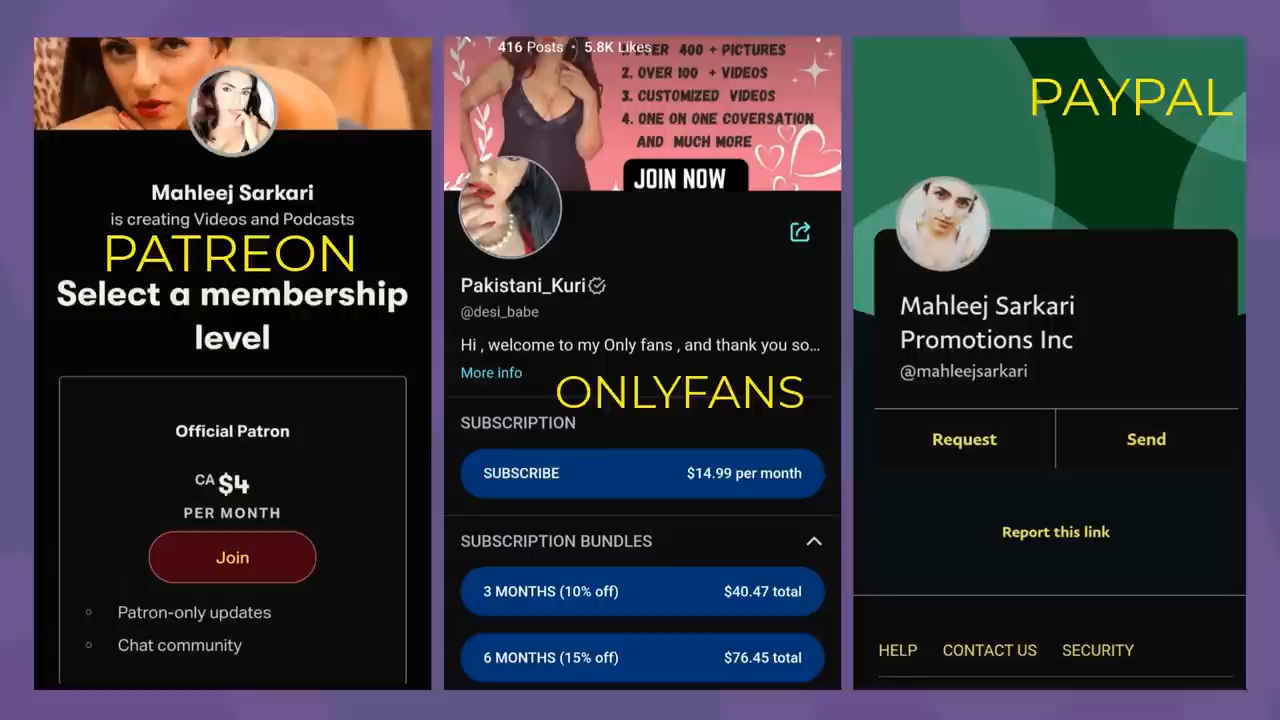 Mahleej Sarkari
is creating Videos and Podcasts
PATREON
Select a membership
level
Official Patron
CA $4
PER MONTH
Join
Patron-only updates
Chat community
416 Posts · 5.8K Likes
1. OVER 400 + PICTURES
2. OVER 100 + VIDEOS
3. CUSTOMIZED VIDEOS
4. ONE ON ONE COVERSATION
AND MUCH MORE
JOIN NOW
Pakistani_Kuri
@desi_babe
Hi , welcome to my Only fans , and thank you so...
More info
ONLYFANS
SUBSCRIPTION
SUBSCRIBE $14.99 per month
SUBSCRIPTION BUNDLES
3 MONTHS (10% off) $40.47 total
6 MONTHS (15% off) $76.45 total
PAYPAL
Mahleej Sarkari
Promotions Inc
@mahleejsarkari
Request Send
Report this link
HELP CONTACT US SECURITY